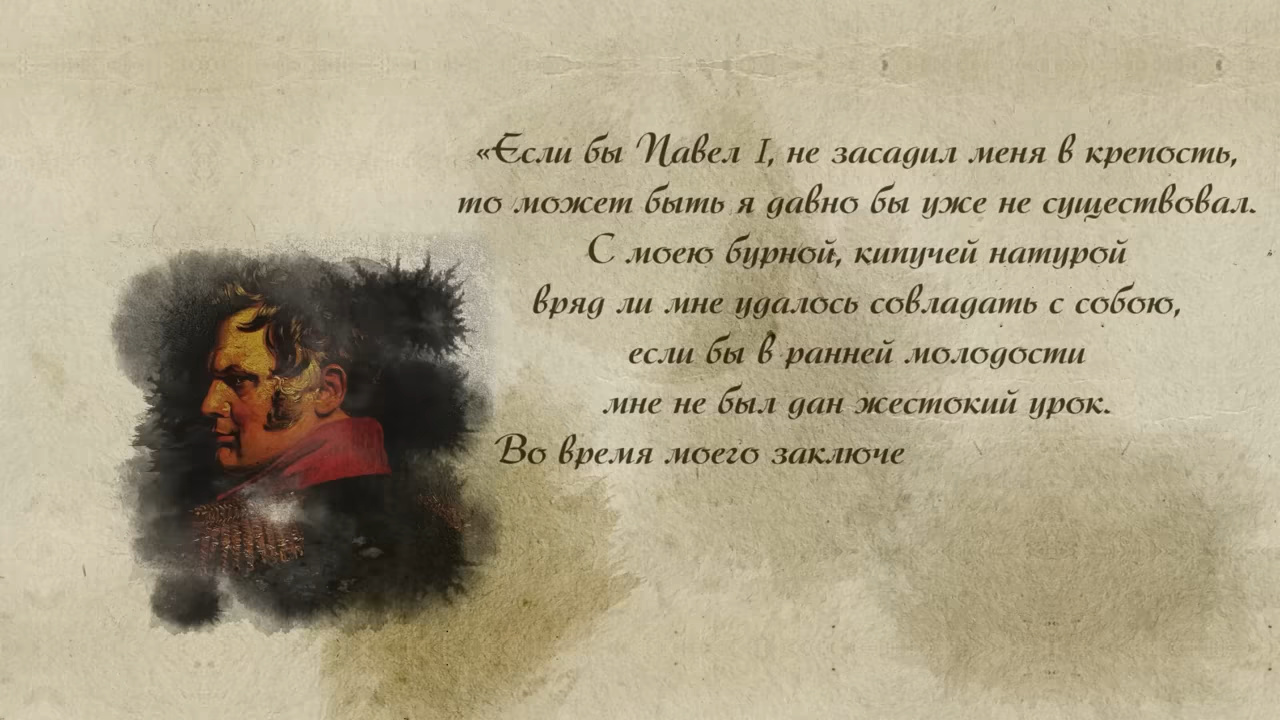 «Если бы Павел I, не засадил меня в крепость,
то может быть я давно бы уже не существовал.
С моею бурной, кипучей натурой
вряд ли мне удалось совладать с собою,
если бы в ранней молодости
мне не был дан жестокий урок.
Во время моего заключе